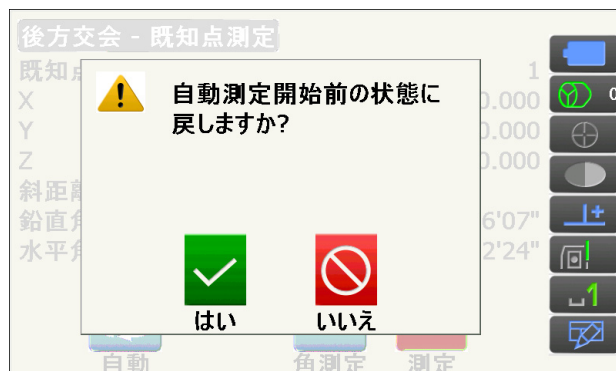 後方交会 - 既知点測定
既知点
1
X
0.000
Y
0.000
Z
0.000
斜距離
鉛直角
6'07"
水平角
2'24"
自動測定開始前の状態に
戻しますか?
はい
いいえ
自動
角測定
測定
0